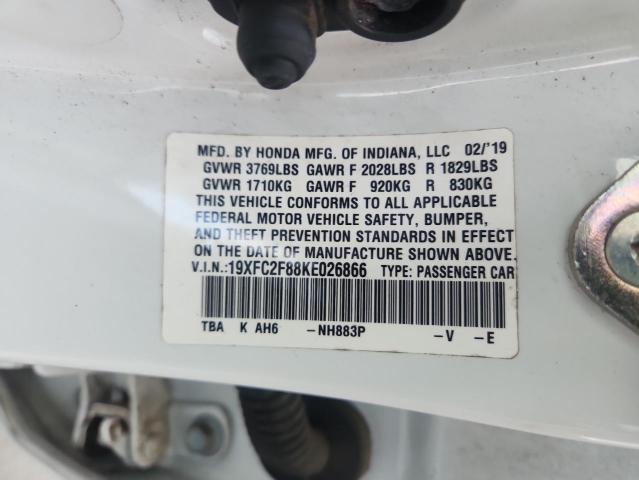 MFD. BY HONDA MFG. OF INDIANA, LLC 02/'19
GVWR 3769LBS GAWR F 2028LBS R 1829LBS
GVWR 1710KG GAWR F 920KG R 830KG
THIS VEHICLE CONFORMS TO ALL APPLICABLE
FEDERAL MOTOR VEHICLE SAFETY, BUMPER,
AND THEFT PREVENTION STANDARDS IN EFFECT
ON THE DATE OF MANUFACTURE SHOWN ABOVE.
V.I.N.:19XFC2F88KE026866 TYPE: PASSENGER CAR
TBA K AH6 -NH883P -V -E